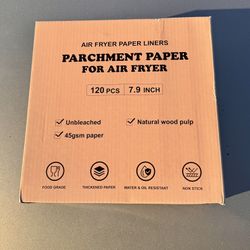 AIR FRYER PAPER LINERS
PARCHMENT PAPER
FOR AIR FRYER
120 PCS 7.9 INCH
Unbleached
Natural wood pulp
45gsm paper
FOOD GRADE
THICKENED PAPER
WATER & OIL RESISTANT
NON STICK